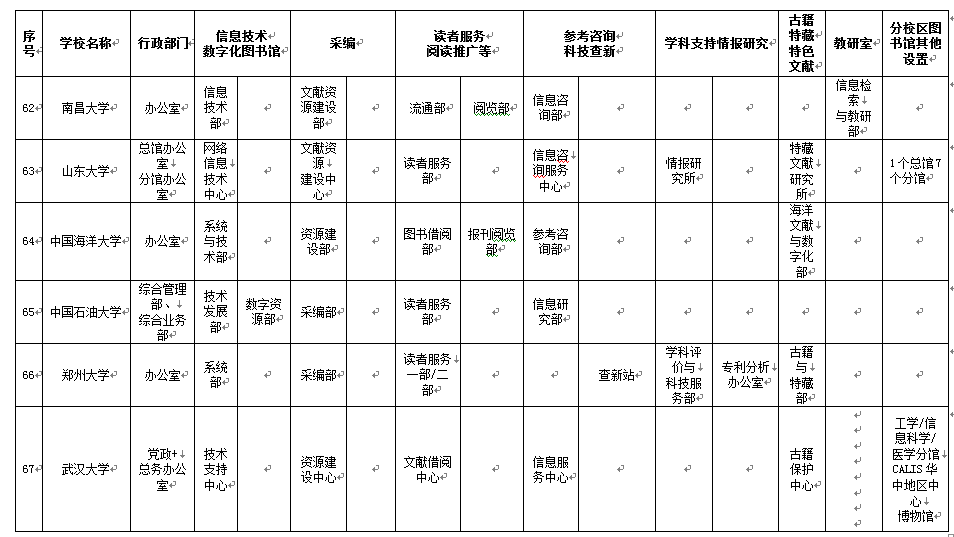 序号
学校名称
行政部门
信息技术
数字化图书馆
采编
读者服务
阅读推广等
参考咨询
科技查新
学科支持情报研究
古籍
特藏
特色
文献
教研室
分校区图
书馆其他
设置
62
南昌大学
办公室
信息
技术
部
文献资
源建设
部
流通部
阅览部
信息咨
询部
信息检
索
与教研
部
63
山东大学
总馆办公
室
分馆办公
室
网络
信息
技术
中心
文献资
源
建设中
心
读者服务
部
信息咨
询服务
中心
情报研
究所
特藏
文献
研究
所
1个总馆7
个分馆
64
中国海洋大学
办公室
系统
与技
术部
资源建
设部
图书借阅
部
报刊阅览
部
参考咨
询部
海洋
文献
与数
字化
部
65
中国石油大学
综合管理
部、
综合业务
部
技术
发展
部
数字资
源部
采编部
读者服务
部
信息研
究部
66
郑州大学
办公室
系统
部
采编部
读者服务
一部/二
部
查新站
学科评
价与
科技服
务部
专利分析
办公室
古籍
与
特藏
部
67
武汉大学
党政+
总务办公
室
技术
支持
中心
资源建
设中心
文献借阅
中心
信息服
务中心
古籍
保护
中心
工学/信
息科学/
医学分馆
CALIS 华
中地区中
心
博物馆